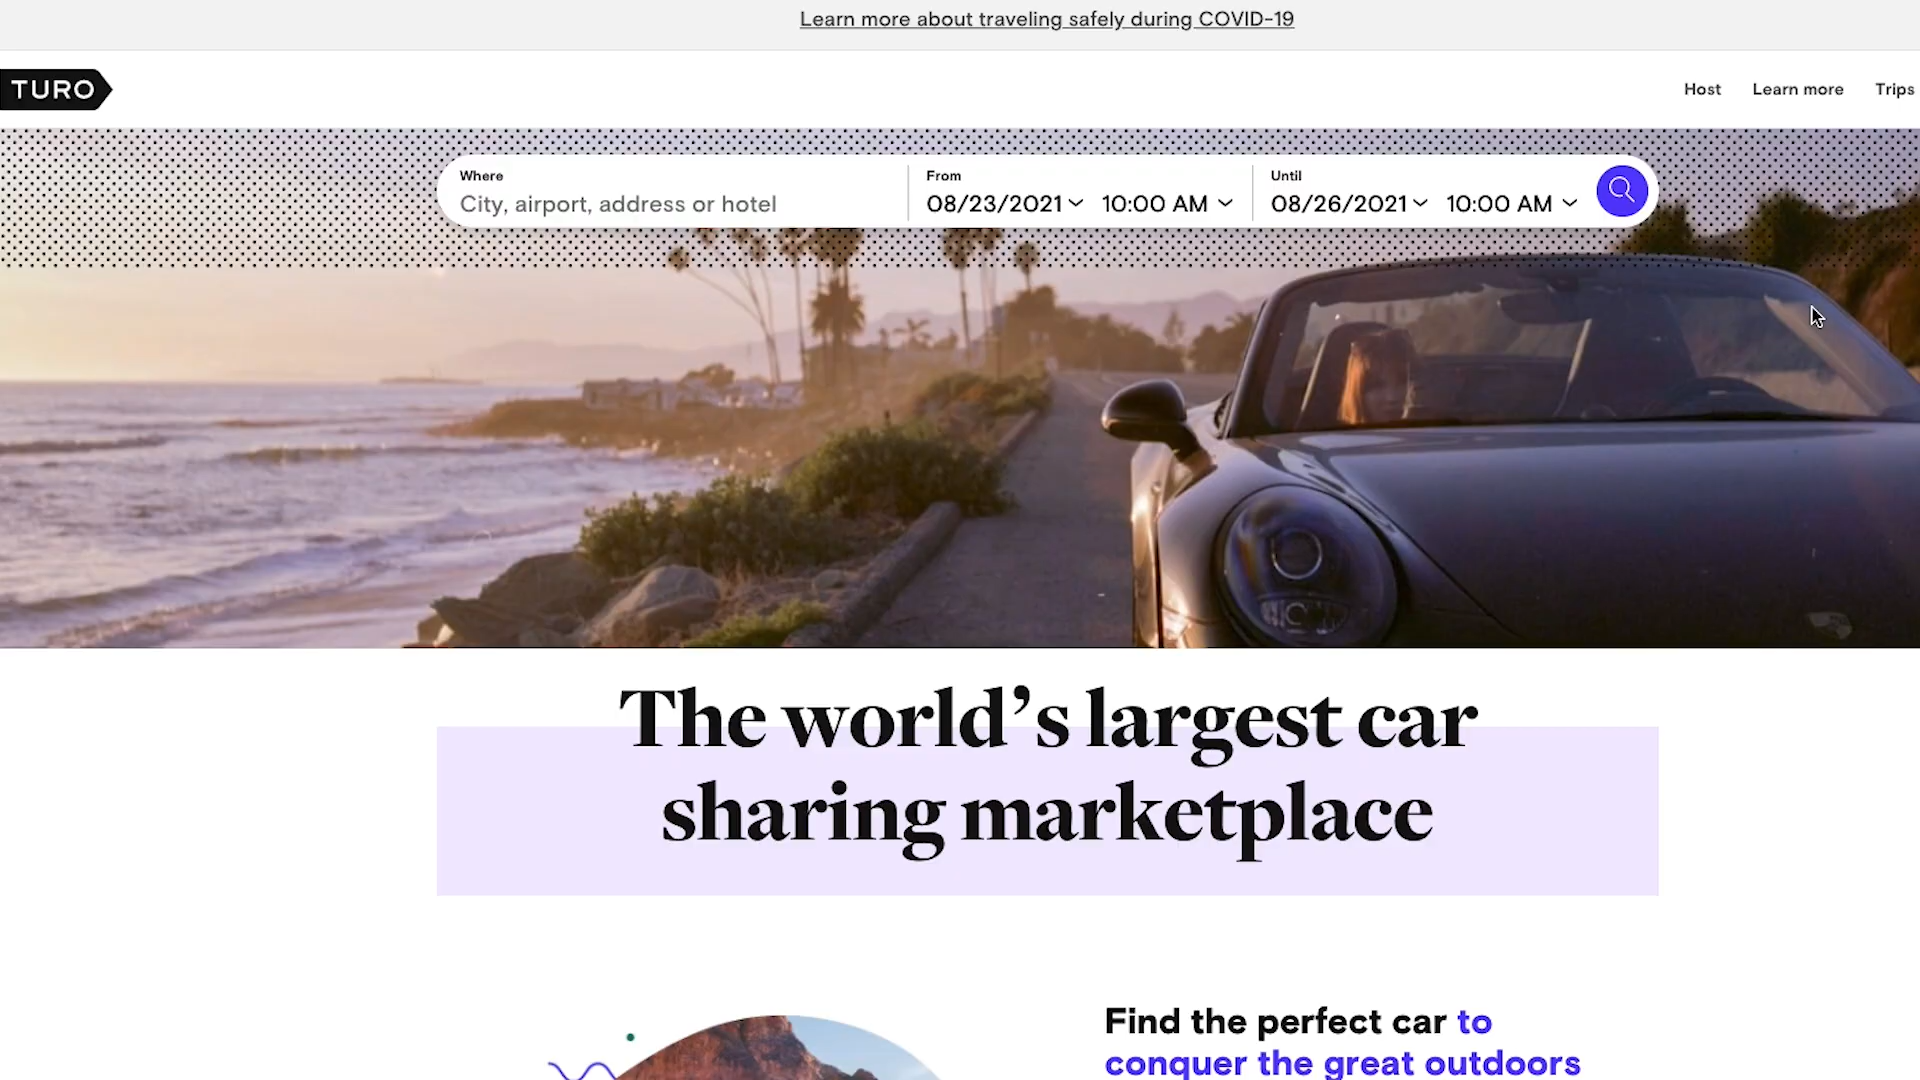 Learn more about traveling safely during COVID-19
TURO
Host Learn more Trips
Where
City, airport, address or hotel
From
08/23/2021 10:00 AM
Until
08/26/2021 10:00 AM
The world’s largest car
sharing marketplace
Find the perfect car to
conquer the great outdoors